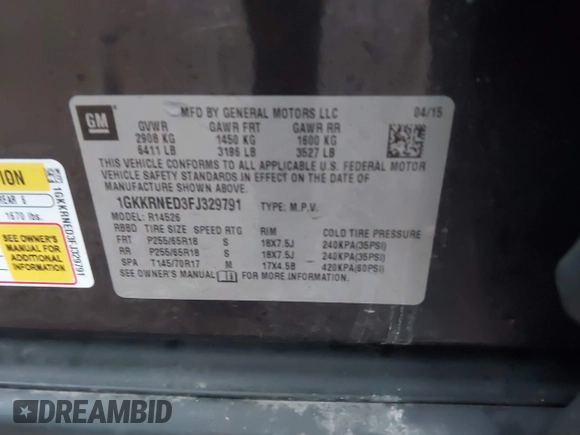 GM
MFD BY GENERAL MOTORS LLC 04/15
GVWR GAWR FRT GAWR RR
2908 KG 1450 KG 1600 KG
6411 LB 3196 LB 3527 LB
THIS VEHICLE CONFORMS TO ALL APPLICABLE U.S. FEDERAL MOTOR
VEHICLE SAFETY STANDARDS IN EFFECT ON THE DATE OF
MANUFACTURE SHOWN ABOVE.
1GKKRNED3FJ329791 TYPE: M.P.V.
MODEL: R14526
RBBD TIRE SIZE SPEED RTG RIM COLD TIRE PRESSURE
FRT P255/65R18 S 18X7.5J 240KPA(35PSI)
RR P255/65R18 S 18X7.5J 240KPA(35PSI)
SPA T145/70R17 M 17X4.5B 420KPA(60PSI)
SEE OWNER'S MANUAL FOR MORE INFORMATION.
ION
REAR 6
1670 lbs.
SEE OWNER'S
MANUAL FOR
ADDITIONAL
INFORMATION
1GKKRNED3FJ329791
DREAMBID